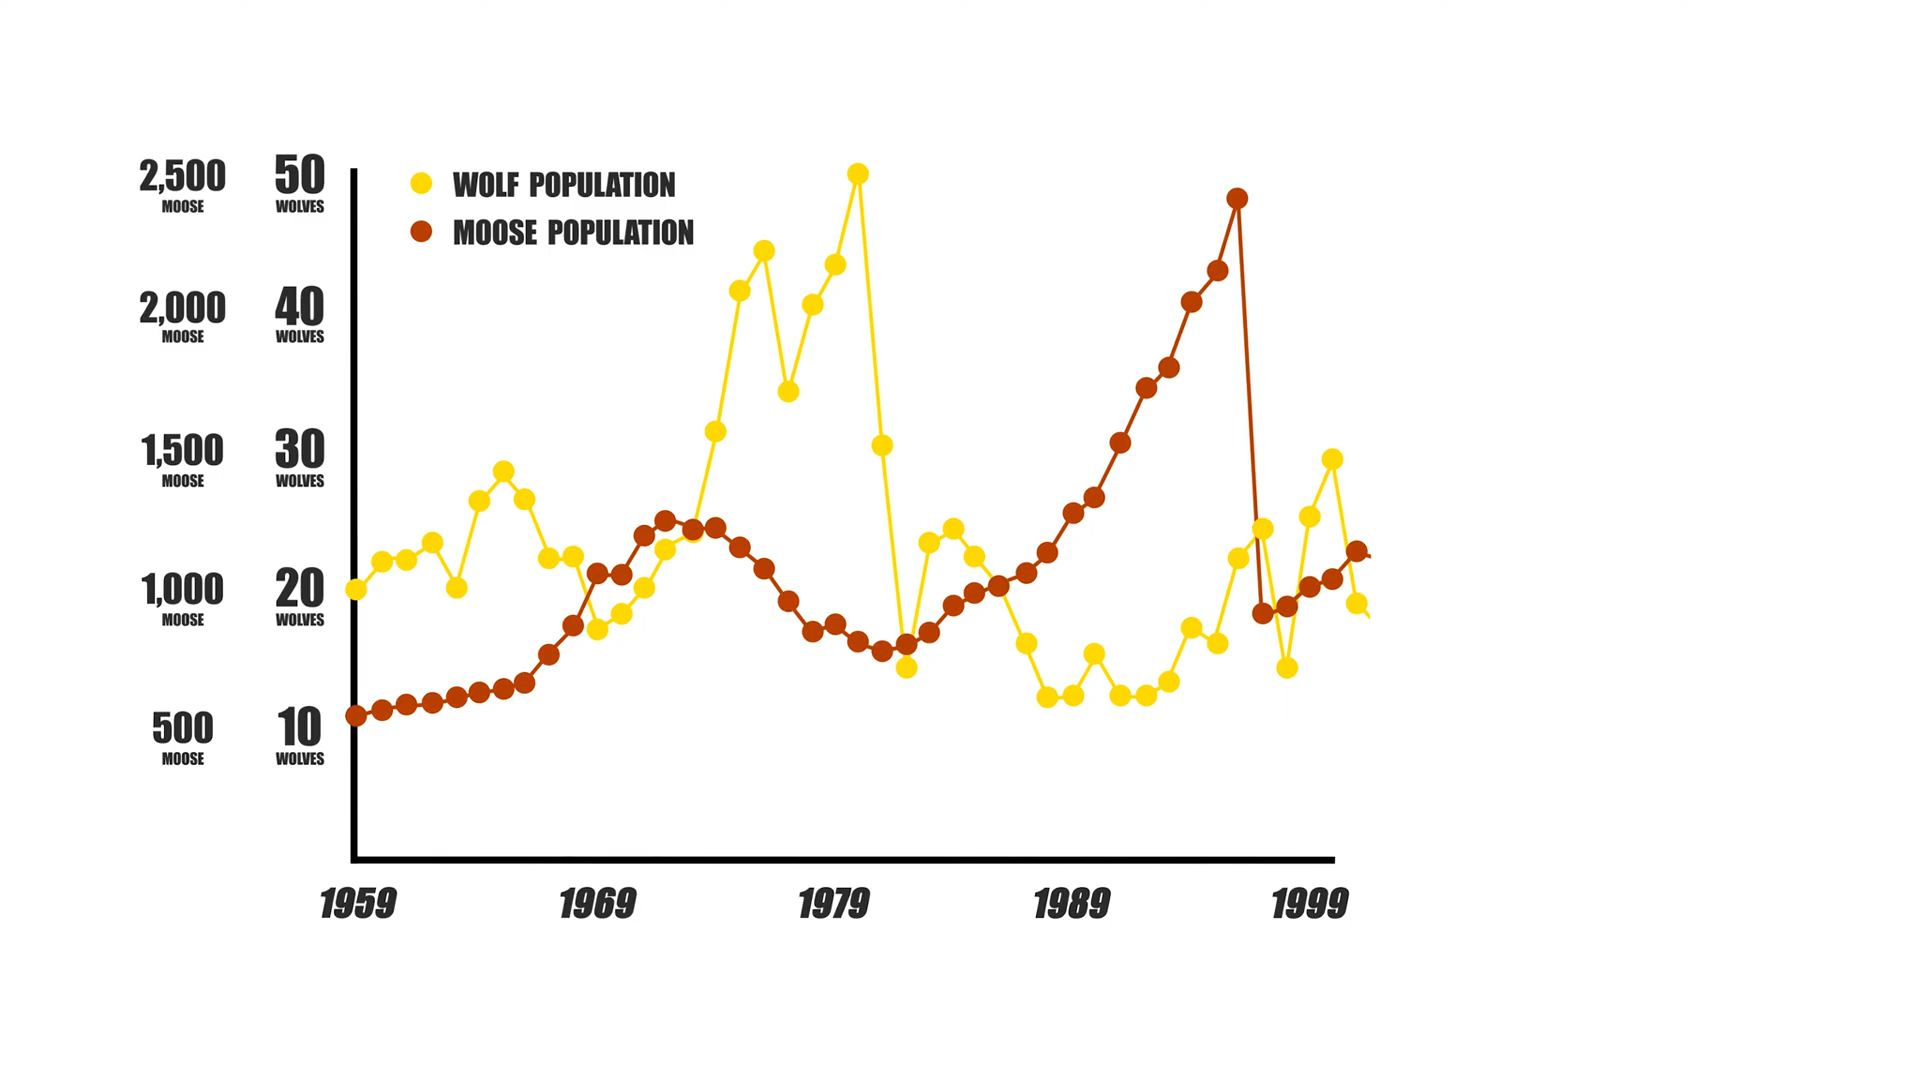 2,500
MOOSE
50
WOLVES
WOLF POPULATION
MOOSE POPULATION
2,000
MOOSE
40
WOLVES
1,500
MOOSE
30
WOLVES
1,000
MOOSE
20
WOLVES
500
MOOSE
10
WOLVES
1959 1969 1979 1989 1999